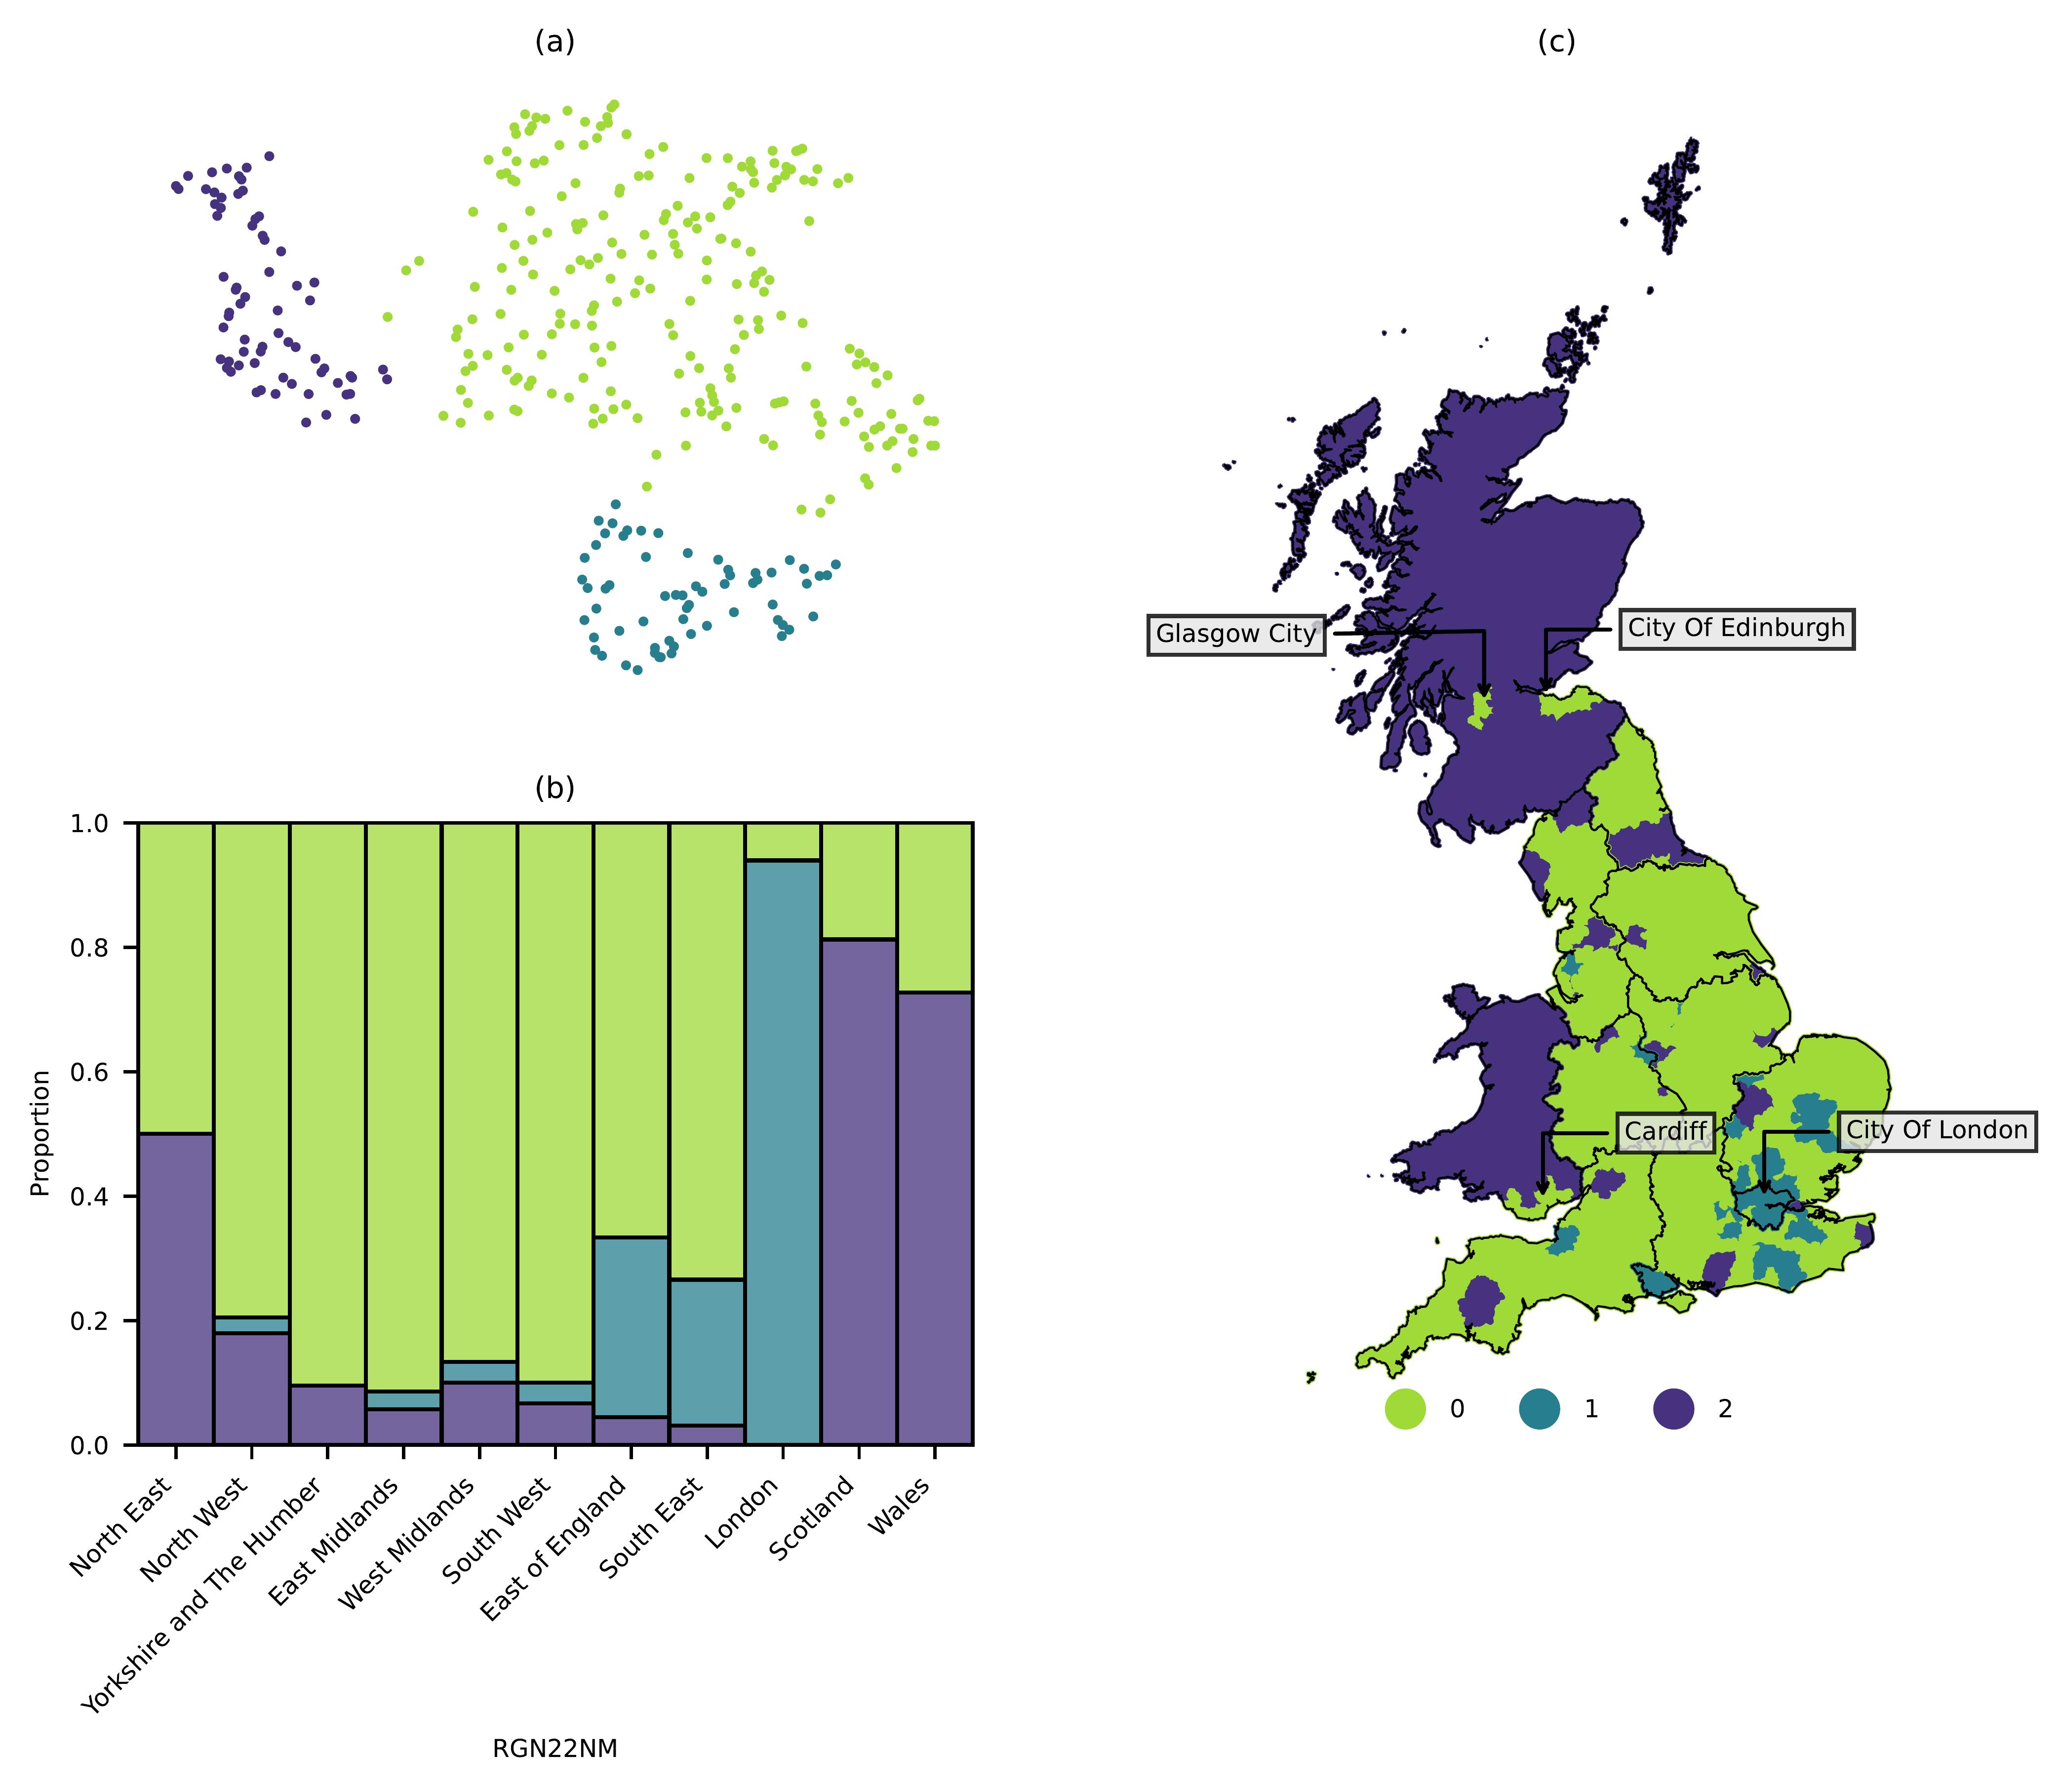 (a)
(b)
1.0
0.8
0.6
0.4
0.2
0.0
Proportion
North East
North West
Yorkshire and The Humber
East Midlands
West Midlands
South West
East of England
South East
London
Scotland
Wales
RGN22NM
(c)
Glasgow City
City Of Edinburgh
Cardiff
City Of London
0
1
2